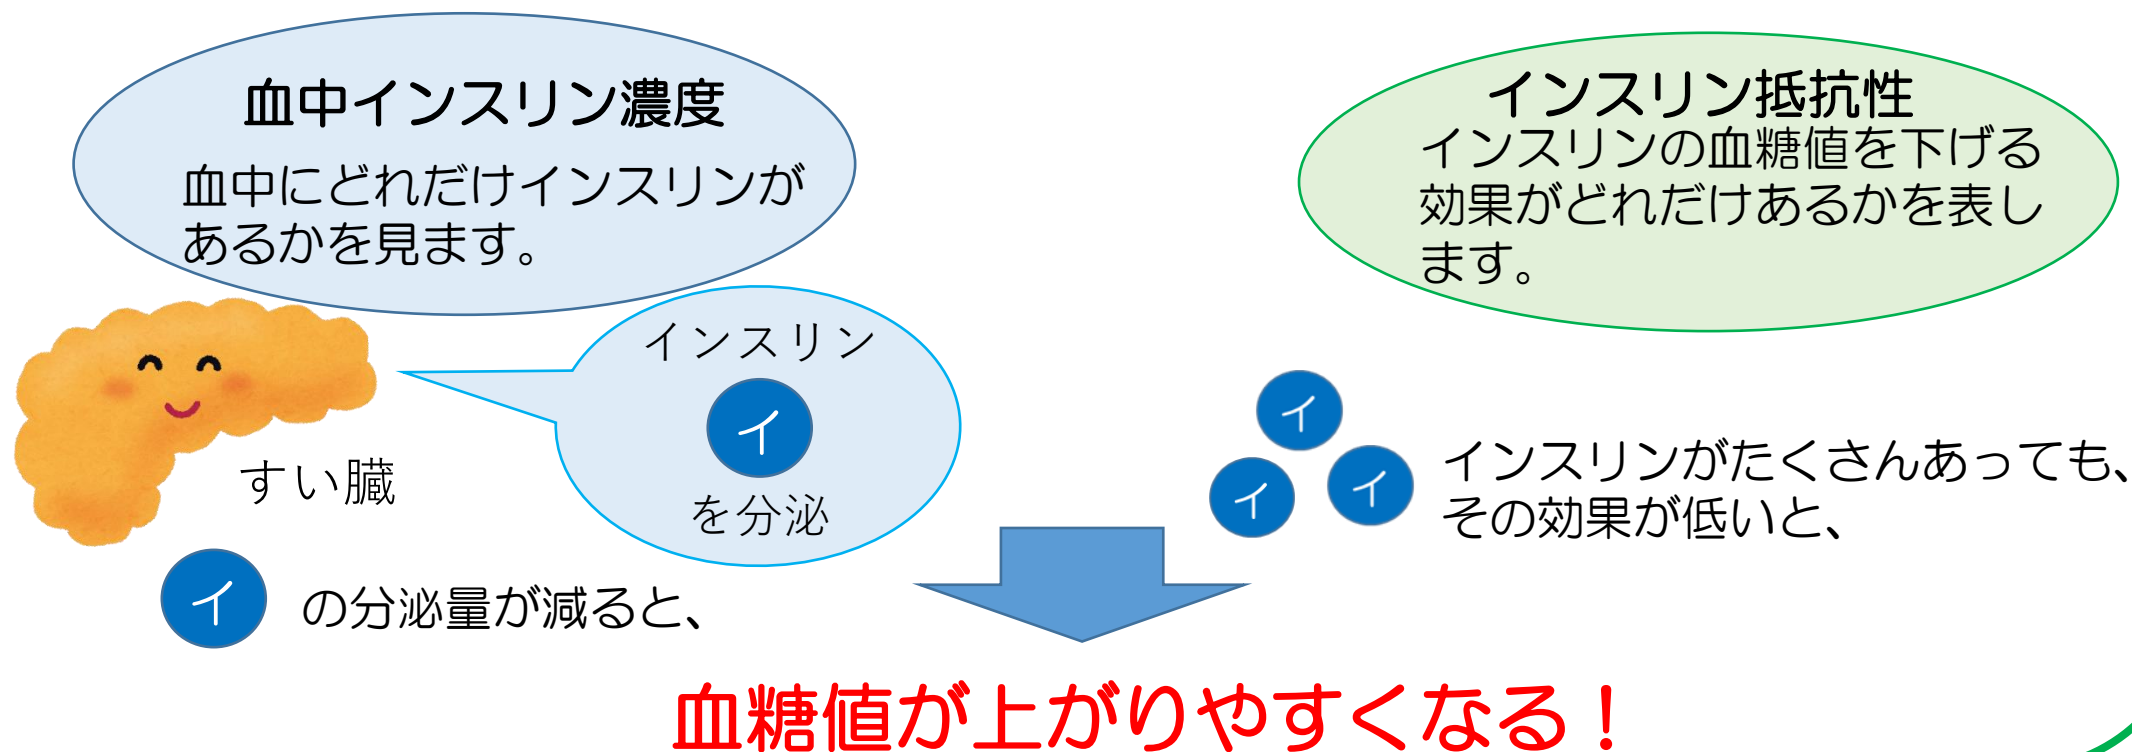 血中インスリン濃度
血中にどれだけインスリンが
あるかを見ます。
インスリン
イ
を分泌
すい臓
イ の分泌量が減ると、
インスリン抵抗性
インスリンの血糖値を下げる
効果がどれだけあるかを表し
ます。
イ
イ
イ
インスリンがたくさんあっても、
その効果が低いと、
血糖値が上がりやすくなる！